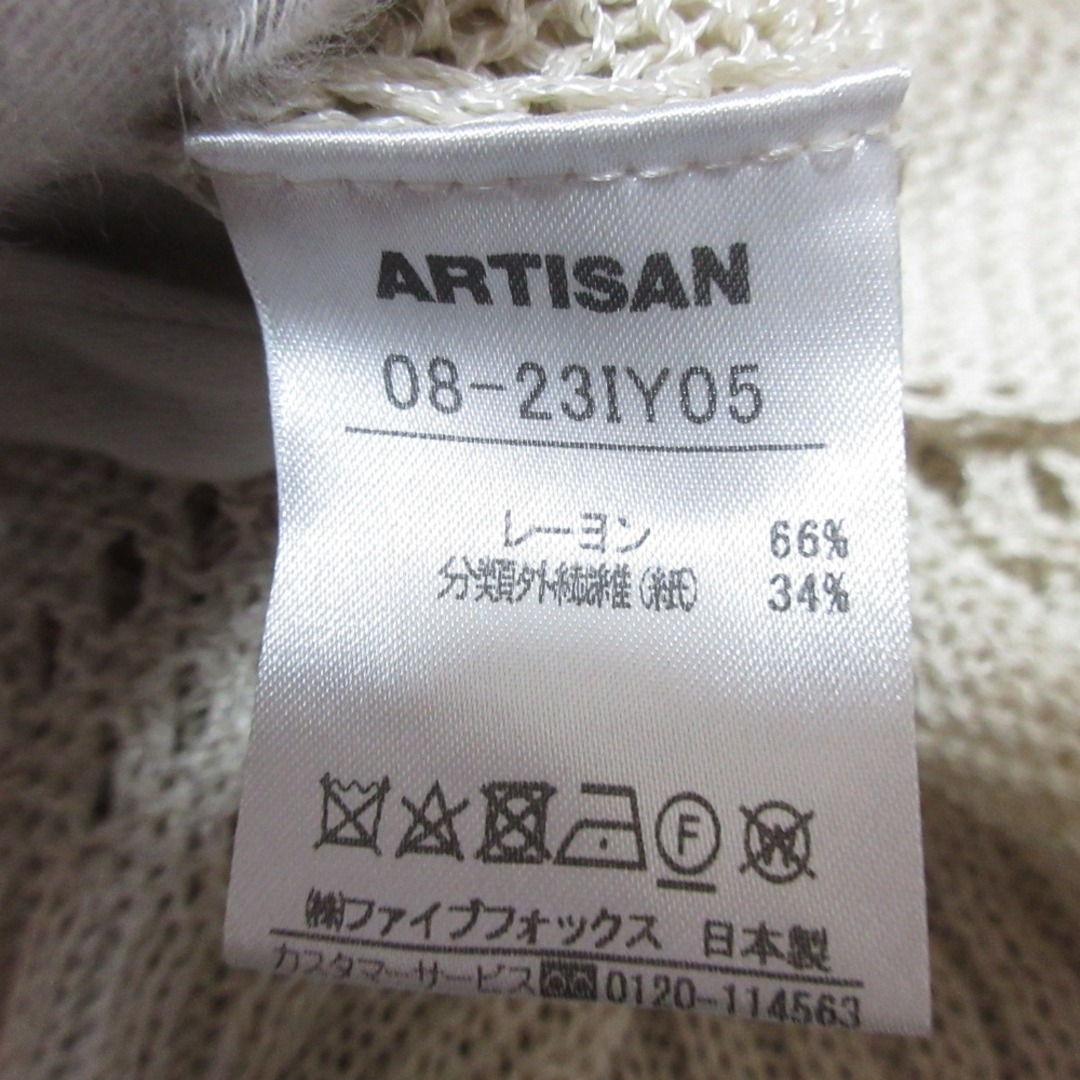 ARTISAN
08-23IY05
レーヨン 66%
分類外繊維(紙) 34%
F
W
(株)ファイブフォックス 日本製
カスタマーサービス 0120-114563